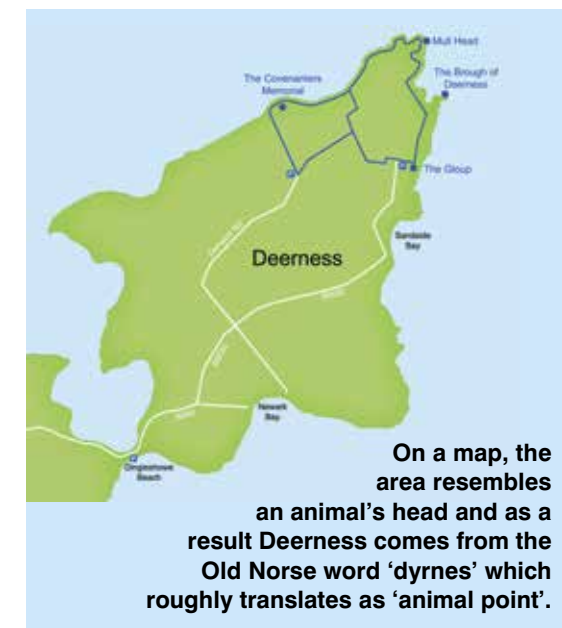 Mull Head
The Brough of
Deerness
The Covenanters
Memorial
The Gloup
Sandside
Bay
Deerness
Newark
Bay
Dingieshowe
Beach
On a map, the
area resembles
an animal's head and as a
result Deerness comes from the
Old Norse word 'dyrnes' which
roughly translates as 'animal point'.